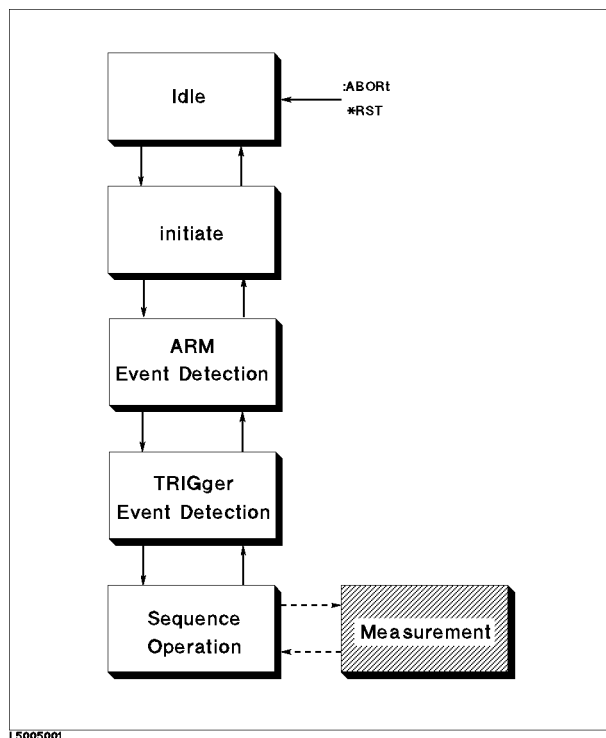 Idle
:ABORt
*RST
initiate
ARM
Event Detection
TRIGger
Event Detection
Sequence
Operation
Measurement
L5005001